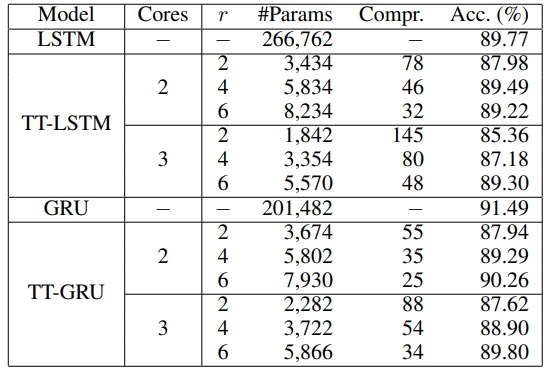 Model Cores r #Params Compr. Acc. (%)
LSTM — — 266,762 — 89.77
2 3,434 78 87.98
2 4 5,834 46 89.49
6 8,234 32 89.22
TT-LSTM
2 1,842 145 85.36
3 4 3,354 80 87.18
6 5,570 48 89.30
GRU — — 201,482 — 91.49
2 3,674 55 87.94
2 4 5,802 35 89.29
6 7,930 25 90.26
TT-GRU
2 2,282 88 87.62
3 4 3,722 54 88.90
6 5,866 34 89.80